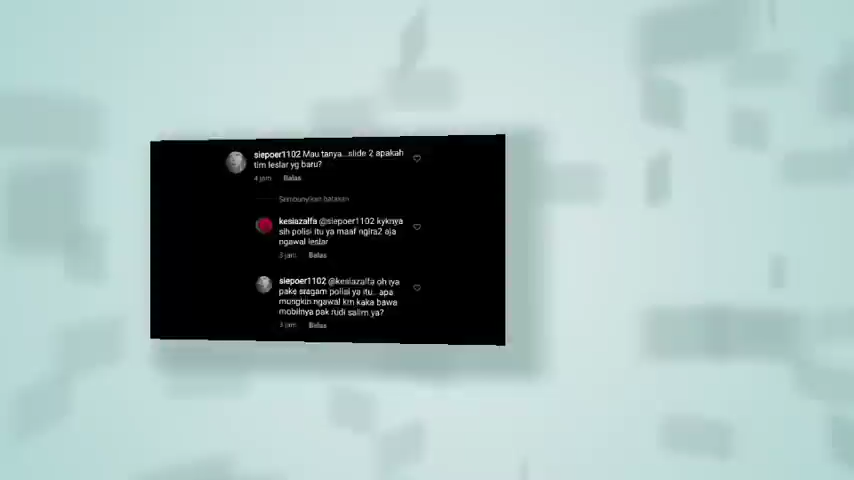 siepoer1102 Mau tanya...slide 2 apakah
tim leslar yg baru?
4 jam Balas
Sembunyikan balasan
kesiazalfa @siepoer1102 kyknya
sih polisi itu ya maaf ngira2 aja
ngawal leslar
3 jam Balas
siepoer1102 @kesiazalfa oh iya
pake sragam polisi ya itu.. apa
mungkin ngawal krn kaka bawa
mobilnya pak rudi salim ya?
3 jam Balas